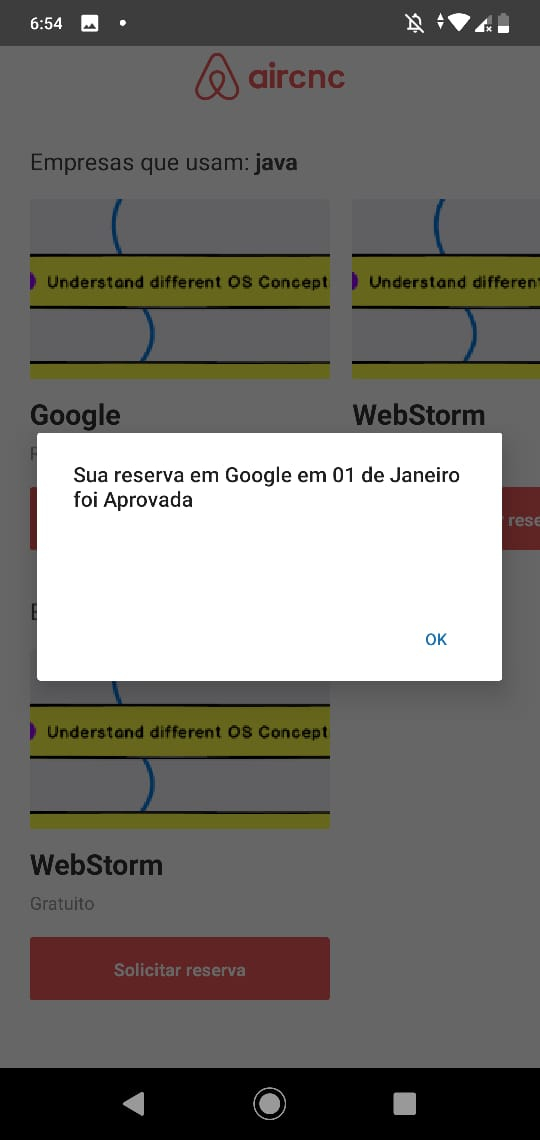 6:54
aircnc
Empresas que usam: java
Understand different OS Concept
Understand different
Google
WebStorm
Sua reserva em Google em 01 de Janeiro
foi Aprovada
OK
Understand different OS Concept
WebStorm
Gratuito
Solicitar reserva